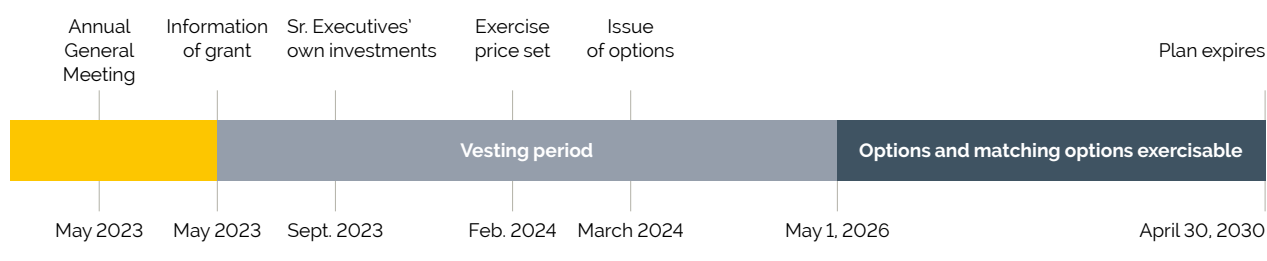 Annual
General
Meeting
Information
of grant
Sr. Executives'
own investments
Exercise
price set
Issue
of options
Plan expires
Vesting period
Options and matching options exercisable
May 2023
May 2023
Sept. 2023
Feb. 2024
March 2024
May 1, 2026
April 30, 2030